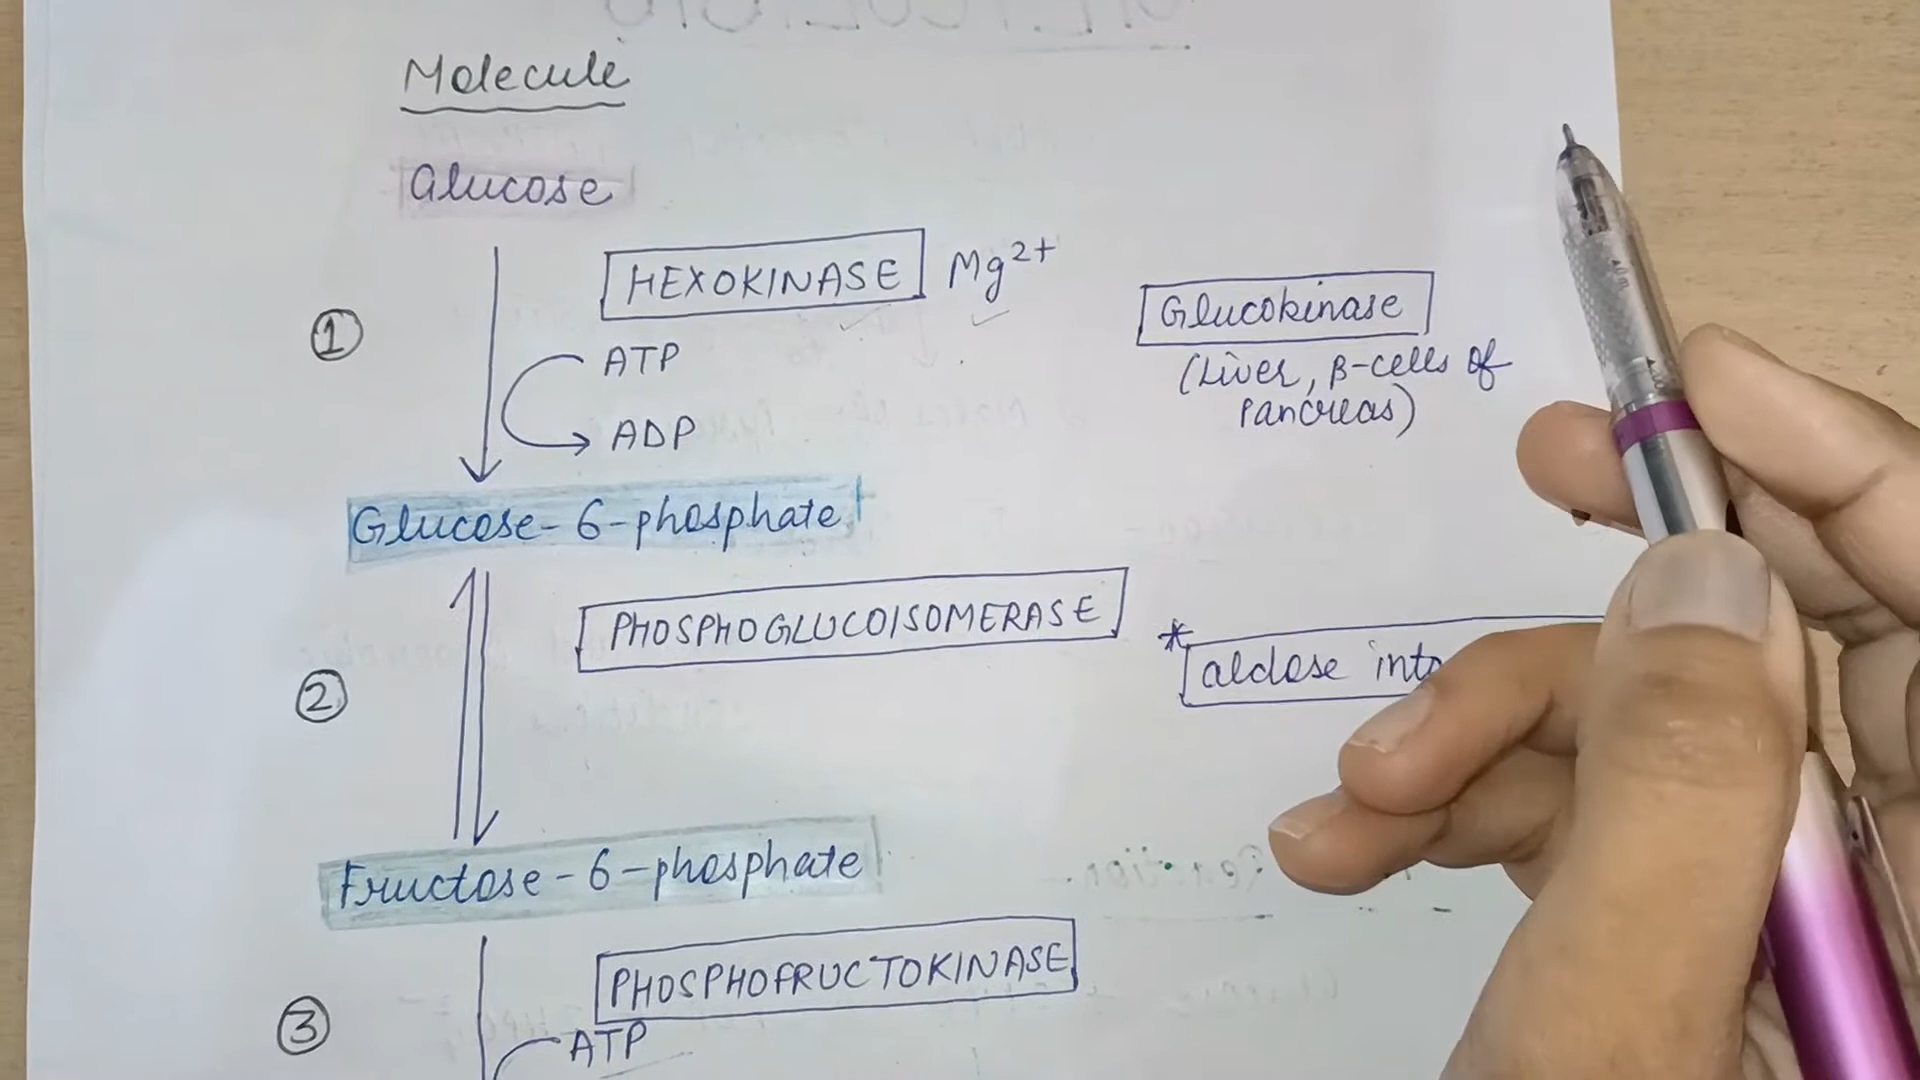 Molecule
Glucose
HEXOKINASE Mg2+
Glucokinase
(Liver, β-cells of
Pancreas)
1
ATP
ADP
Glucose-6-phosphate
PHOSPHOGLUCOISOMERASE
* aldose into
2
Fructose-6-phosphate
PHOSPHOFRUCTOKINASE
3
ATP